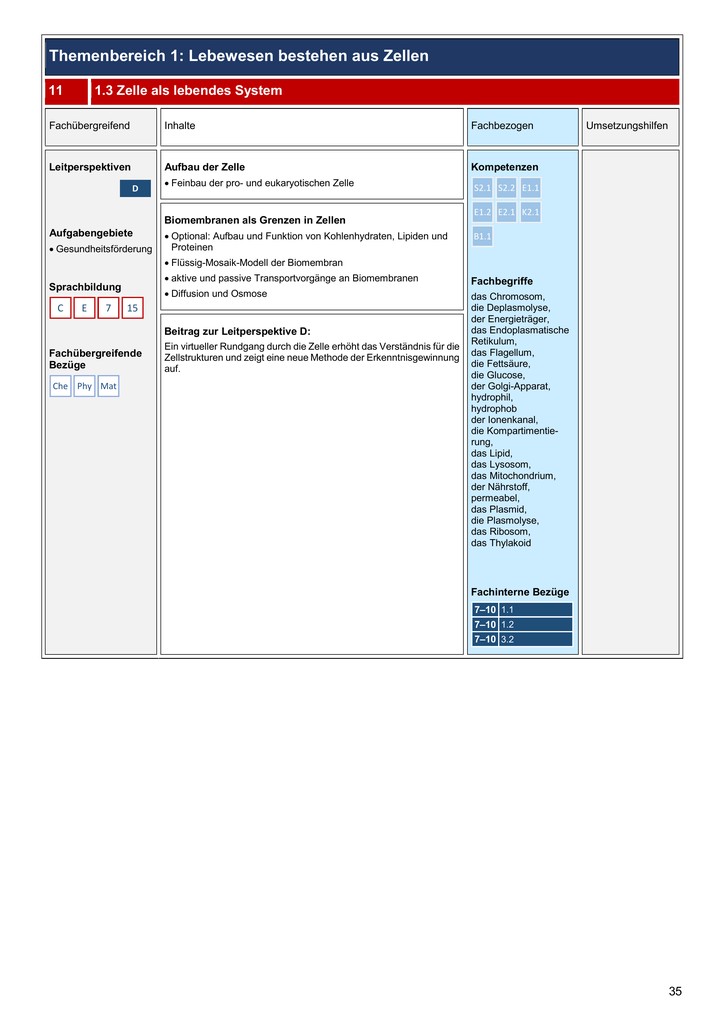 Themenbereich 1: Lebewesen bestehen aus Zellen
11 1.3 Zelle als lebendes System
Fachübergreifend
Inhalte
Fachbezogen
Umsetzungshilfen
Leitperspektiven
D
Aufgabengebiete
• Gesundheitsförderung
Sprachbildung
C E 7 15
Fachübergreifende
Bezüge
Che Phy Mat
Aufbau der Zelle
• Feinbau der pro- und eukaryotischen Zelle
Biomembranen als Grenzen in Zellen
• Optional: Aufbau und Funktion von Kohlenhydraten, Lipiden und
Proteinen
• Flüssig-Mosaik-Modell der Biomembran
• aktive und passive Transportvorgänge an Biomembranen
• Diffusion und Osmose
Beitrag zur Leitperspektive D:
Ein virtueller Rundgang durch die Zelle erhöht das Verständnis für die
Zellstrukturen und zeigt eine neue Methode der Erkenntnisgewinnung
auf.
Kompetenzen
S2.1 S2.2 E1.1
E1.2 E2.1 K2.1
B1.1
Fachbegriffe
das Chromosom,
die Deplasmolyse,
der Energieträger,
das Endoplasmatische
Retikulum,
das Flagellum,
die Fettsäure,
die Glucose,
der Golgi-Apparat,
hydrophil,
hydrophob
der Ionenkanal,
die Kompartimentie-
rung,
das Lipid,
das Lysosom,
das Mitochondrium,
der Nährstoff,
permeabel,
das Plasmid,
die Plasmolyse,
das Ribosom,
das Thylakoid
Fachinterne Bezüge
7–10 1.1
7–10 1.2
7–10 3.2
35